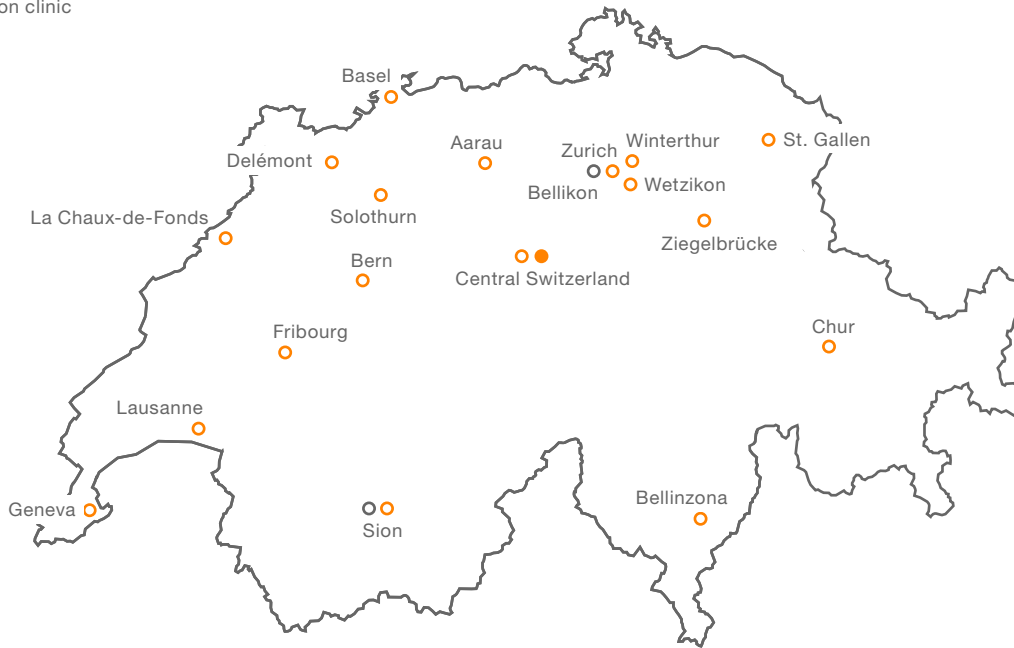 on clinic
Basel
Aarau
Winterthur
St. Gallen
Zurich
Delémont
Bellikon
Wetzikon
La Chaux-de-Fonds
Solothurn
Ziegelbrücke
Bern
Central Switzerland
Fribourg
Chur
Lausanne
Bellinzona
Geneva
Sion